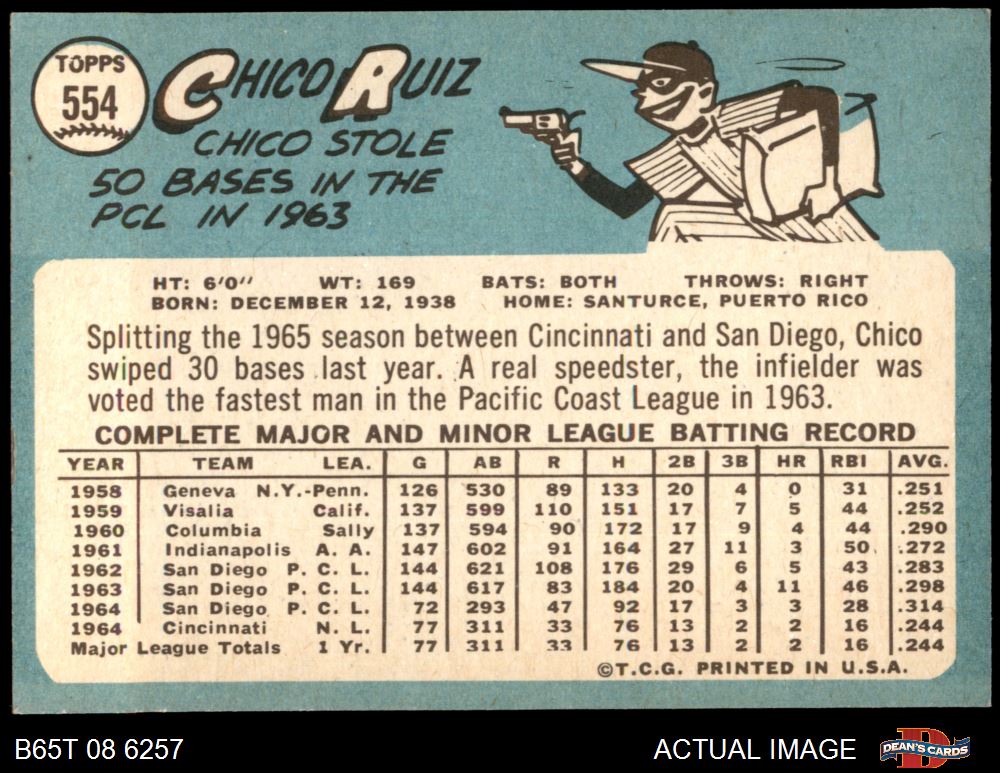 TOPPS
554
CHICO RUIZ
CHICO STOLE
50 BASES IN THE
PCL IN 1963
HT: 6'0" WT: 169 BATS: BOTH THROWS: RIGHT
BORN: DECEMBER 12, 1938 HOME: SANTURCE, PUERTO RICO
Splitting the 1965 season between Cincinnati and San Diego, Chico
swiped 30 bases last year. A real speedster, the infielder was
voted the fastest man in the Pacific Coast League in 1963.
COMPLETE MAJOR AND MINOR LEAGUE BATTING RECORD
YEAR TEAM LEA. G AB R H 2B 3B HR RBI AVG.
1958 Geneva N.Y.-Penn. 126 530 89 133 20 4 0 31 .251
1959 Visalia Calif. 137 599 110 151 17 7 5 44 .252
1960 Columbia Sally 137 594 90 172 17 9 4 44 .290
1961 Indianapolis A. A. 147 602 91 164 27 11 3 50 .272
1962 San Diego P. C. L. 144 621 108 176 29 6 5 43 .283
1963 San Diego P. C. L. 144 617 83 184 20 4 11 46 .298
1964 San Diego P. C. L. 72 293 47 92 17 3 3 28 .314
1964 Cincinnati N. L. 77 311 33 76 13 2 2 16 .244
Major League Totals 1 Yr. 77 311 33 76 13 2 2 16 .244
©T.C.G. PRINTED IN U.S.A.
B65T 08 6257 ACTUAL IMAGE DEAN'S CARDS